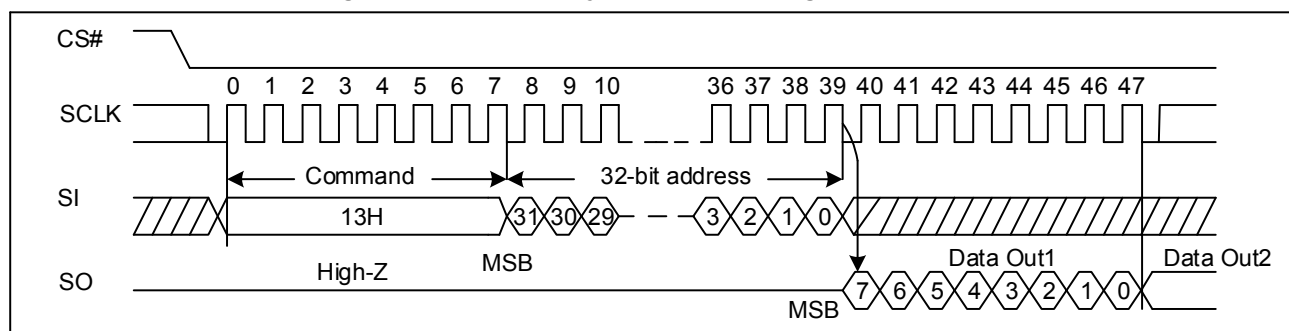 CS#
0 1 2 3 4 5 6 7 8 9 10 36 37 38 39 40 41 42 43 44 45 46 47
SCLK
Command 32-bit address
SI
13H 31 30 29 3 2 1 0
High-Z MSB Data Out1 Data Out2
SO
MSB 7 6 5 4 3 2 1 0